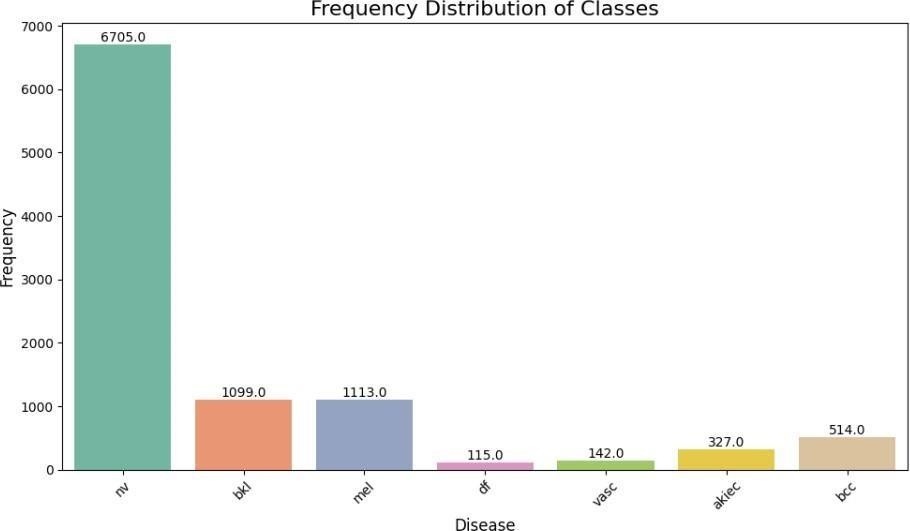 Frequency Distribution of Classes
7000
6000
5000
4000
3000
2000
1000
0
Frequency
6705.0
1099.0
1113.0
115.0
142.0
327.0
514.0
nv
bkl
mel
df
vasc
akiec
bcc
Disease